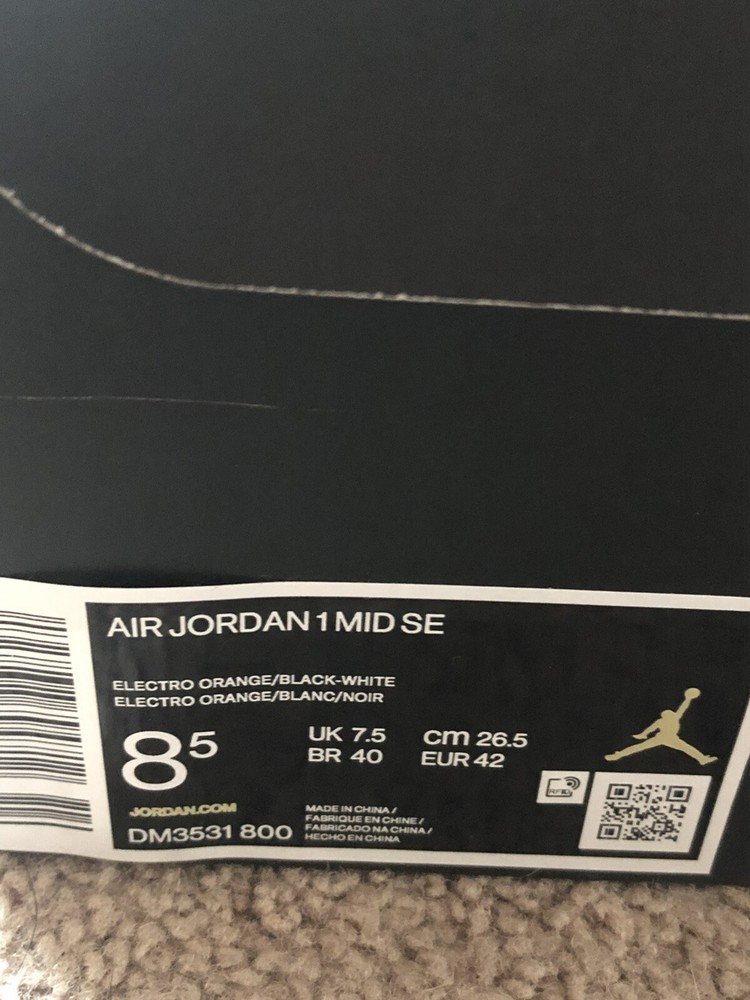 AIR JORDAN 1 MID SE
ELECTRO ORANGE/BLACK-WHITE
ELECTRO ORANGE/BLANC/NOIR
8⁵
UK 7.5
BR 40
cm 26.5
EUR 42
RFID
JORDAN.COM
DM3531 800
MADE IN CHINA /
FABRIQUE EN CHINE /
FABRICADO NA CHINA /
HECHO EN CHINA